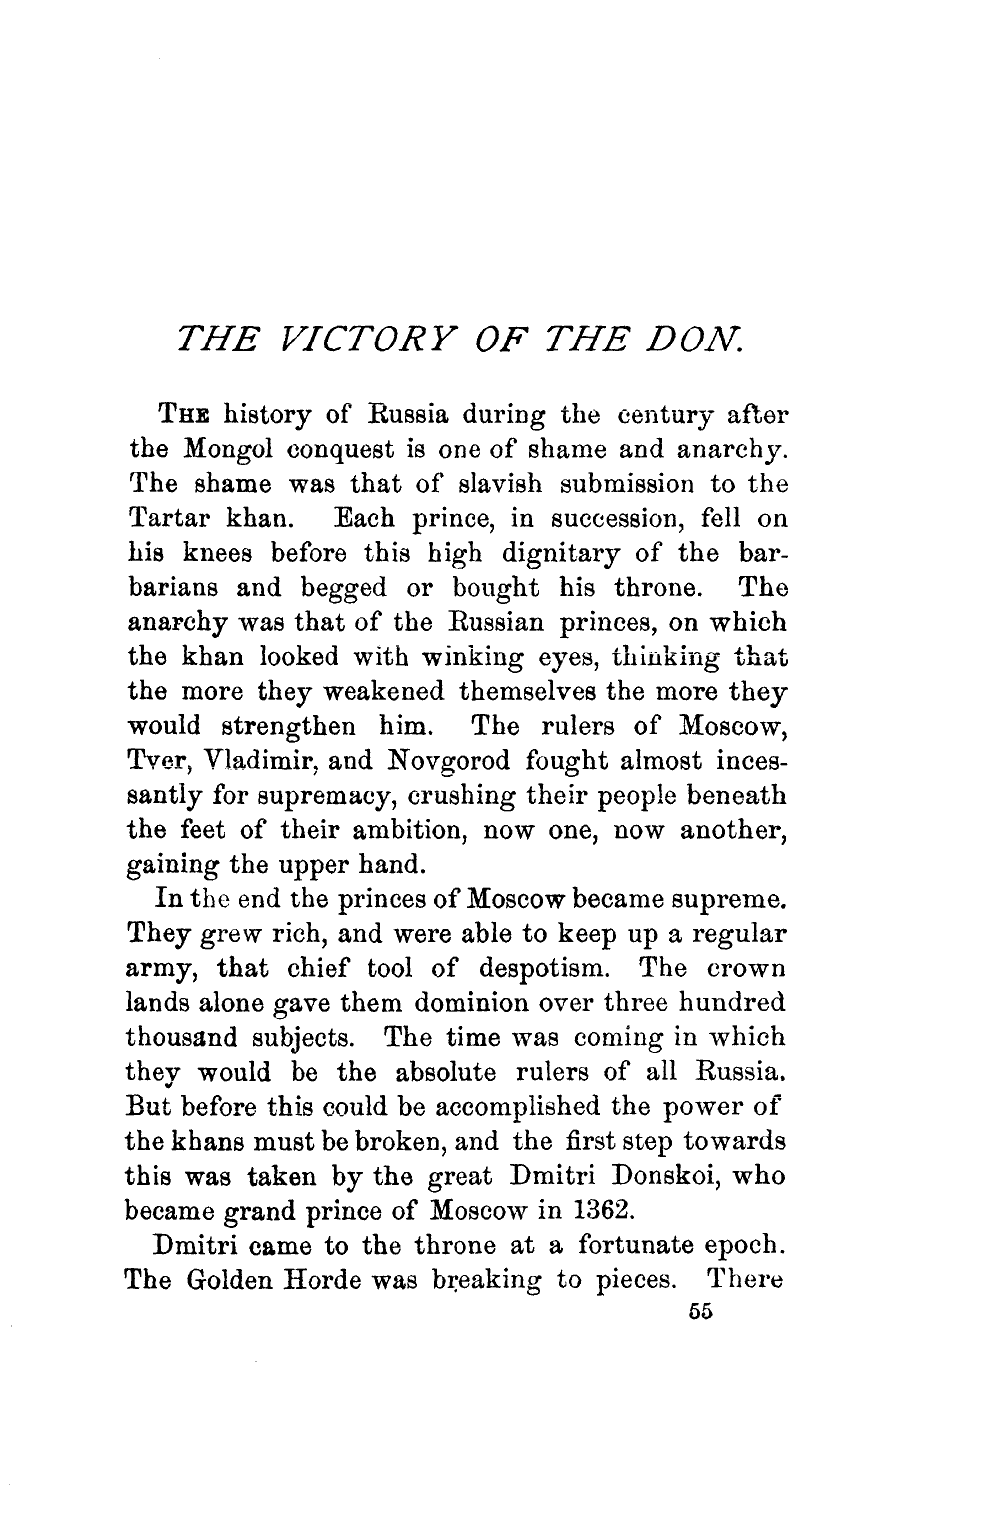 THE VICTORY OF THE DON.
THE history of Russia during the century after
the Mongol conquest is one of shame and anarchy.
The shame was that of slavish submission to the
Tartar khan. Each prince, in succession, fell on
his knees before this high dignitary of the bar-
barians and begged or bought his throne. The
anarchy was that of the Russian princes, on which
the khan looked with winking eyes, thinking that
the more they weakened themselves the more they
would strengthen him. The rulers of Moscow,
Tver, Vladimir, and Novgorod fought almost inces-
santly for supremacy, crushing their people beneath
the feet of their ambition, now one, now another,
gaining the upper hand.
In the end the princes of Moscow became supreme.
They grew rich, and were able to keep up a regular
army, that chief tool of despotism. The crown
lands alone gave them dominion over three hundred
thousand subjects. The time was coming in which
they would be the absolute rulers of all Russia.
But before this could be accomplished the power of
the khans must be broken, and the first step towards
this was taken by the great Dmitri Donskoi, who
became grand prince of Moscow in 1362.
Dmitri came to the throne at a fortunate epoch.
The Golden Horde was breaking to pieces. There
55